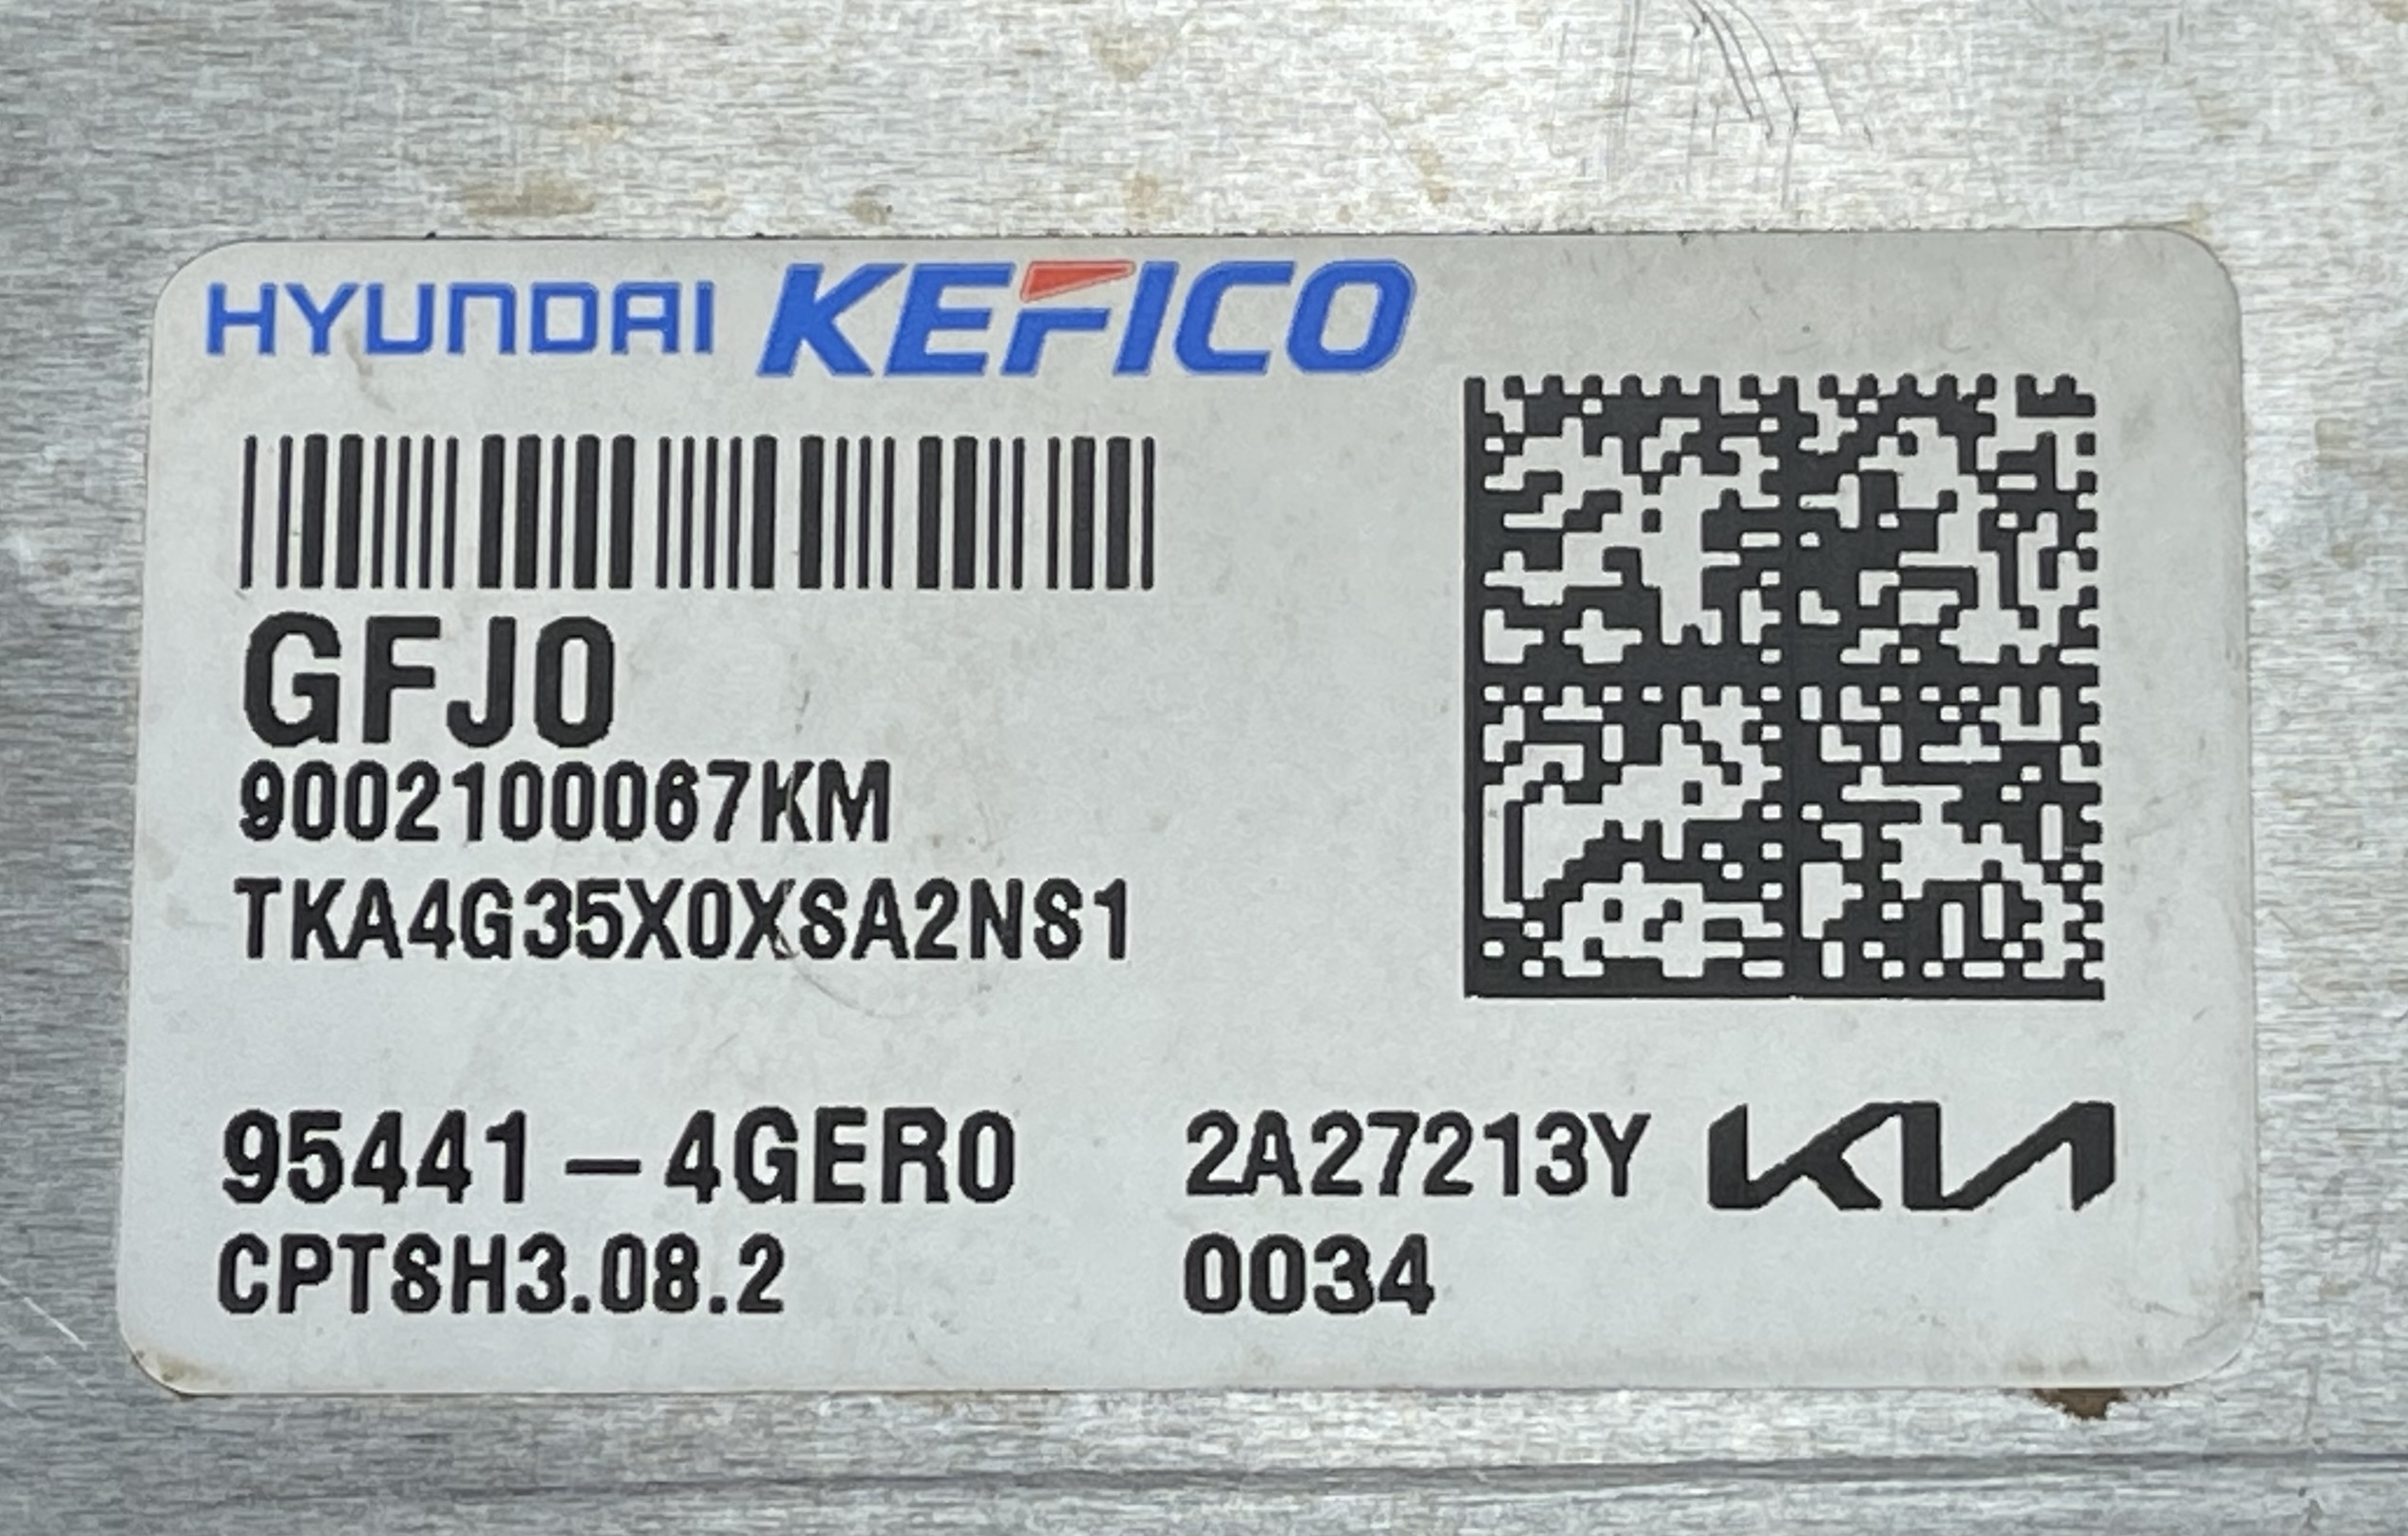 HYUNDAI KEFICO
GFJ0
9002100067KM
TKA4G35X0XSA2NS1
95441-4GER0
2A27213Y KIA
CPTSH3.08.2
0034